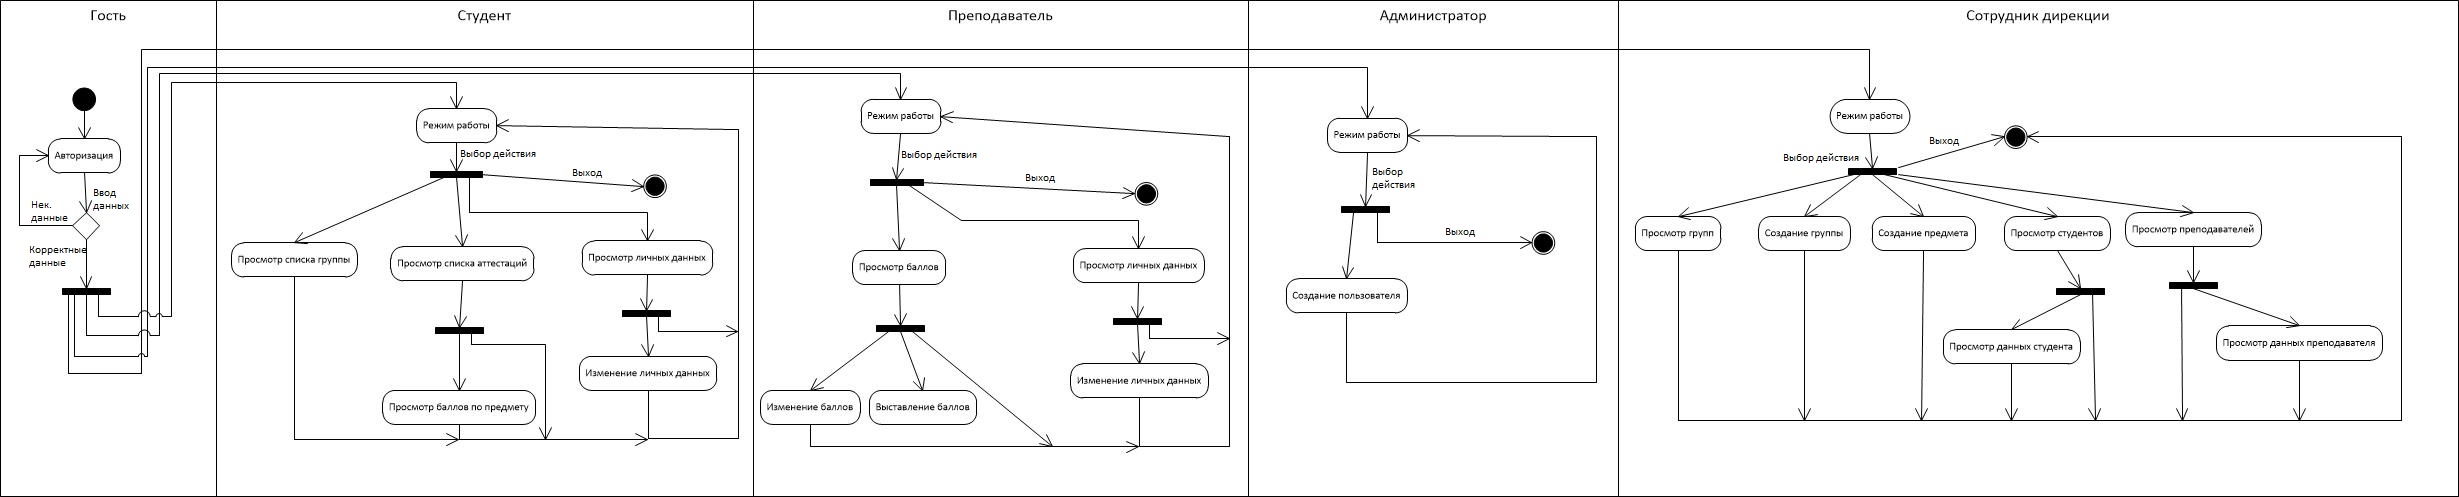 Гость
Студент
Преподаватель
Администратор
Сотрудник дирекции
Авторизация
Ввод
данных
Нек.
данные
Корректные
данные
Режим работы
Выбор действия
Выход
Просмотр списка группы
Просмотр списка аттестаций
Просмотр личных данных
Изменение личных данных
Просмотр баллов по предмету
Режим работы
Выбор действия
Выход
Просмотр баллов
Просмотр личных данных
Изменение личных данных
Изменение баллов
Выставление баллов
Режим работы
Выбор
действия
Выход
Создание пользователя
Режим работы
Выход
Выбор действия
Просмотр групп
Создание группы
Создание предмета
Просмотр студентов
Просмотр преподавателей
Просмотр данных студента
Просмотр данных преподавателя